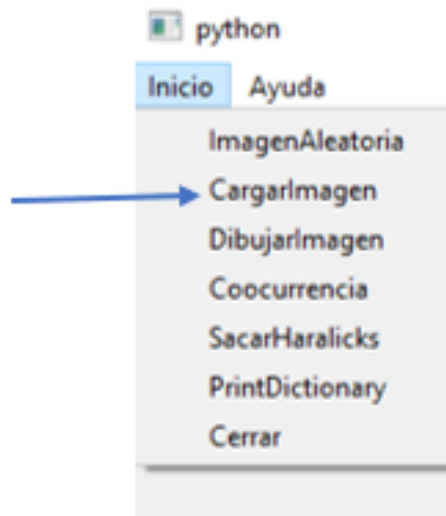 python
Inicio Ayuda
ImagenAleatoria
CargarImagen
DibujarImagen
Coocurrencia
SacarHaralicks
PrintDictionary
Cerrar